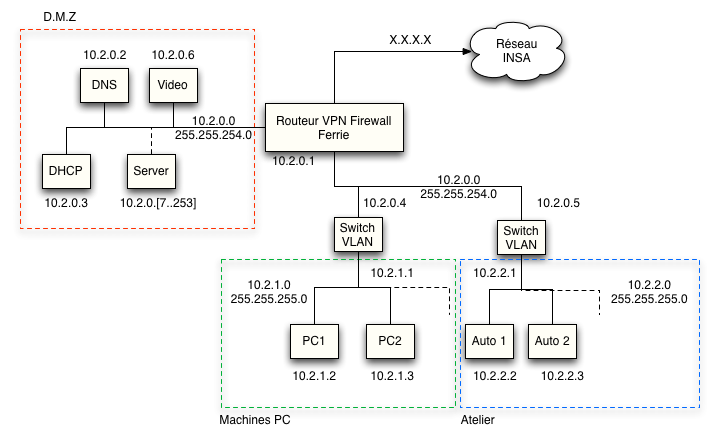 D.M.Z
10.2.0.2
10.2.0.6
DNS
Video
10.2.0.0
255.255.254.0
DHCP
Server
10.2.0.3
10.2.0.[7..253]
X.X.X.X
Réseau
INSA
Routeur VPN Firewall
Ferrie
10.2.0.1
10.2.0.0
255.255.254.0
10.2.0.4
10.2.0.5
Switch
VLAN
Switch
VLAN
10.2.1.0
255.255.255.0
10.2.1.1
PC1
PC2
10.2.1.2
10.2.1.3
Machines PC
10.2.2.1
10.2.2.0
255.255.255.0
Auto 1
Auto 2
10.2.2.2
10.2.2.3
Atelier